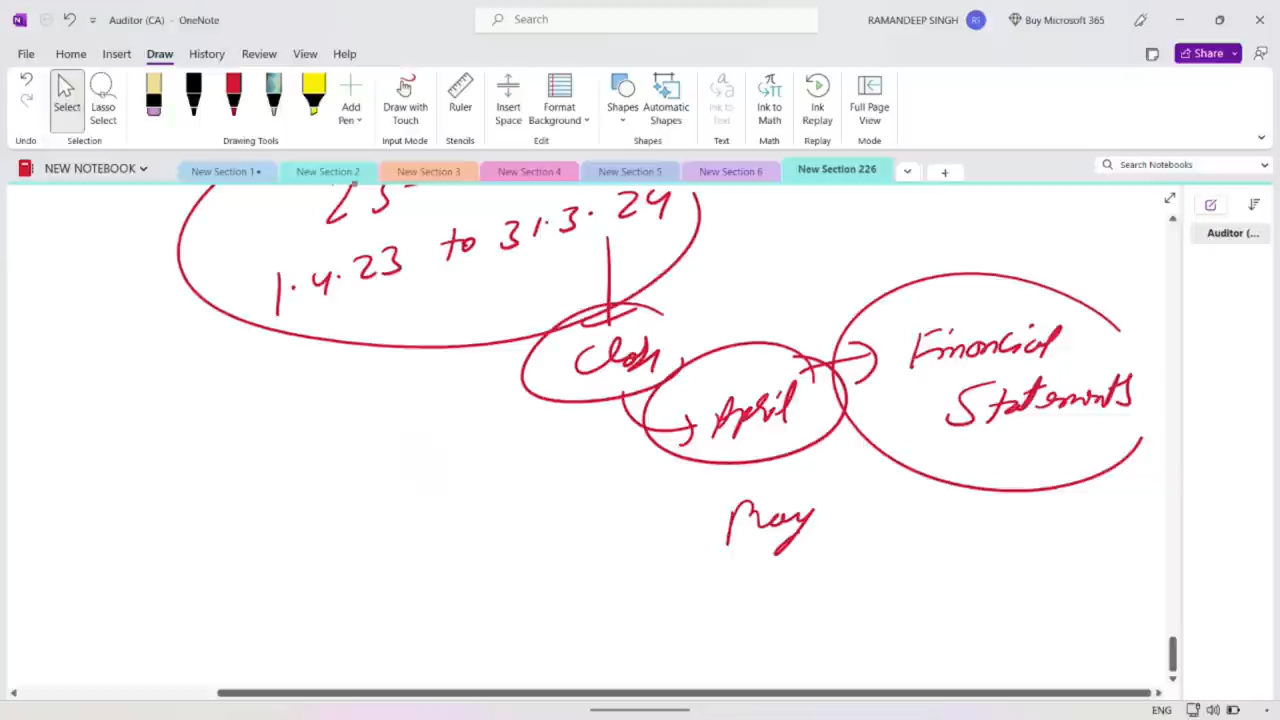 Auditor (CA) - OneNote
Search
RAMANDEEP SINGH
RS
Buy Microsoft 365
File
Home
Insert
Draw
History
Review
View
Help
Share
Undo
Select
Lasso Select
Selection
Add Pen
Drawing Tools
Draw with Touch
Input Mode
Ruler
Stencils
Insert Space
Format Background
Edit
Shapes
Automatic Shapes
Shapes
Ink to Text
Text
Ink to Math
Math
Ink Replay
Replay
Full Page View
Mode
NEW NOTEBOOK
New Section 1
New Section 2
New Section 3
New Section 4
New Section 5
New Section 6
New Section 226
Search Notebooks
Auditor (...
1.4.23 to 31.3.24
Financial
Statements
April
May
ENG